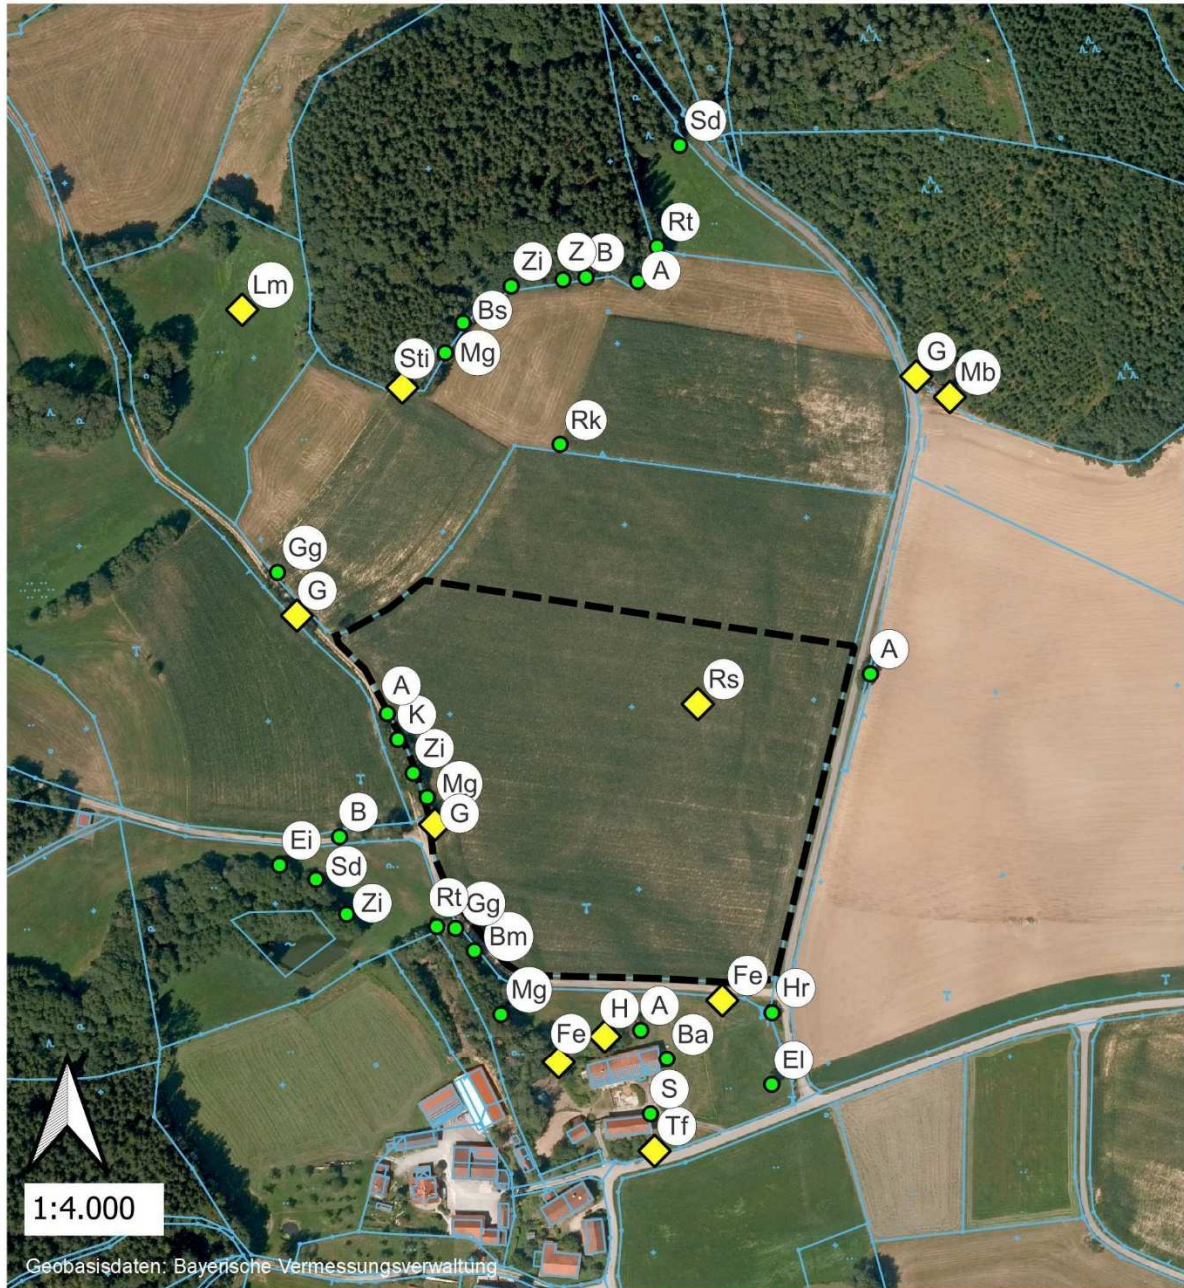 Sd
Rt
Zi
Z
B
A
Lm
Bs
Mg
Sti
G
Mb
Rk
Gg
G
A
Rs
A
K
Zi
Mg
G
B
Ei
Sd
Zi
Rt
Gg
Bm
Mg
Fe
Hr
H
A
Fe
Ba
El
S
Tf
1:4.000
Geobasisdaten: Bayerische Vermessungsverwaltung